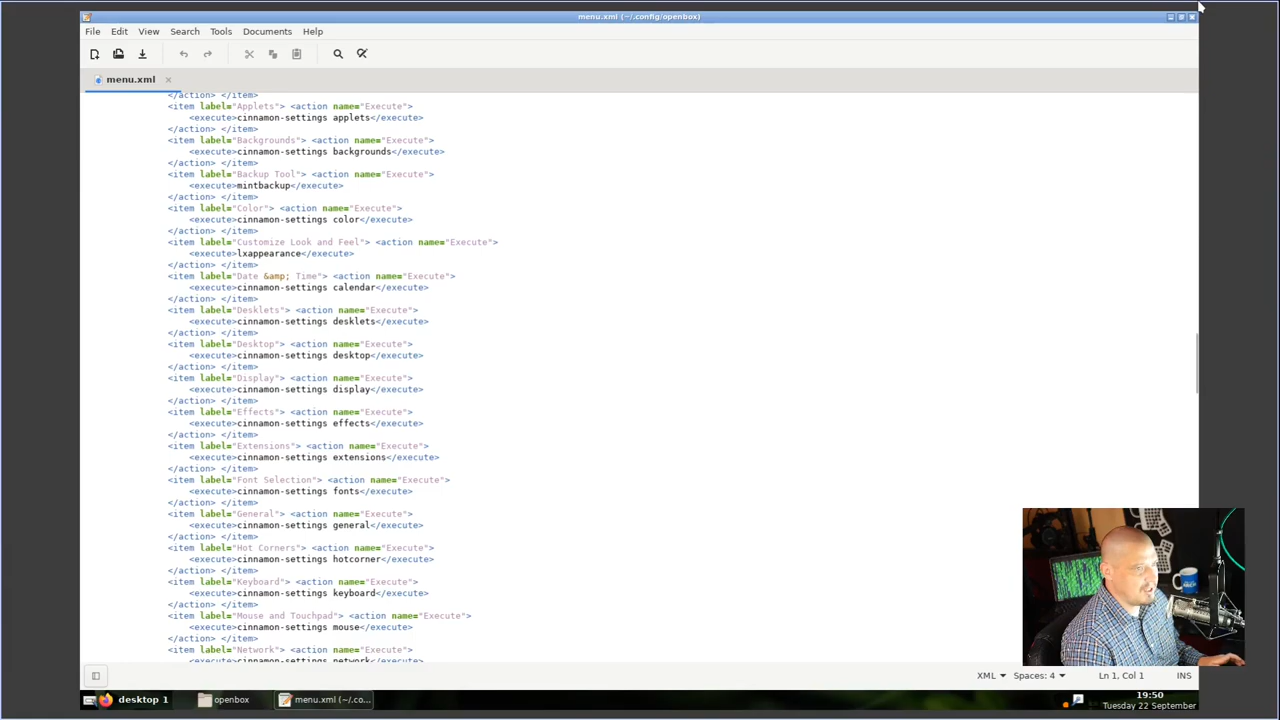 menu.xml (~/.config/openbox)
File Edit View Search Tools Documents Help
menu.xml
</action> </item>
<item label="Applets"> <action name="Execute">
<execute>cinnamon-settings applets</execute>
</action> </item>
<item label="Backgrounds"> <action name="Execute">
<execute>cinnamon-settings backgrounds</execute>
</action> </item>
<item label="Backup Tool"> <action name="Execute">
<execute>mintbackup</execute>
</action> </item>
<item label="Color"> <action name="Execute">
<execute>cinnamon-settings color</execute>
</action> </item>
<item label="Customize Look and Feel"> <action name="Execute">
<execute>lxappearance</execute>
</action> </item>
<item label="Date &amp; Time"> <action name="Execute">
<execute>cinnamon-settings calendar</execute>
</action> </item>
<item label="Desklets"> <action name="Execute">
<execute>cinnamon-settings desklets</execute>
</action> </item>
<item label="Desktop"> <action name="Execute">
<execute>cinnamon-settings desktop</execute>
</action> </item>
<item label="Display"> <action name="Execute">
<execute>cinnamon-settings display</execute>
</action> </item>
<item label="Effects"> <action name="Execute">
<execute>cinnamon-settings effects</execute>
</action> </item>
<item label="Extensions"> <action name="Execute">
<execute>cinnamon-settings extensions</execute>
</action> </item>
<item label="Font Selection"> <action name="Execute">
<execute>cinnamon-settings fonts</execute>
</action> </item>
<item label="General"> <action name="Execute">
<execute>cinnamon-settings general</execute>
</action> </item>
<item label="Hot Corners"> <action name="Execute">
<execute>cinnamon-settings hotcorner</execute>
</action> </item>
<item label="Keyboard"> <action name="Execute">
<execute>cinnamon-settings keyboard</execute>
</action> </item>
<item label="Mouse and Touchpad"> <action name="Execute">
<execute>cinnamon-settings mouse</execute>
</action> </item>
<item label="Network"> <action name="Execute">
<execute>cinnamon-settings network</execute>
XML Spaces: 4 Ln 1, Col 1 INS
desktop 1 openbox menu.xml (~/.co... 19:50
Tuesday 22 September